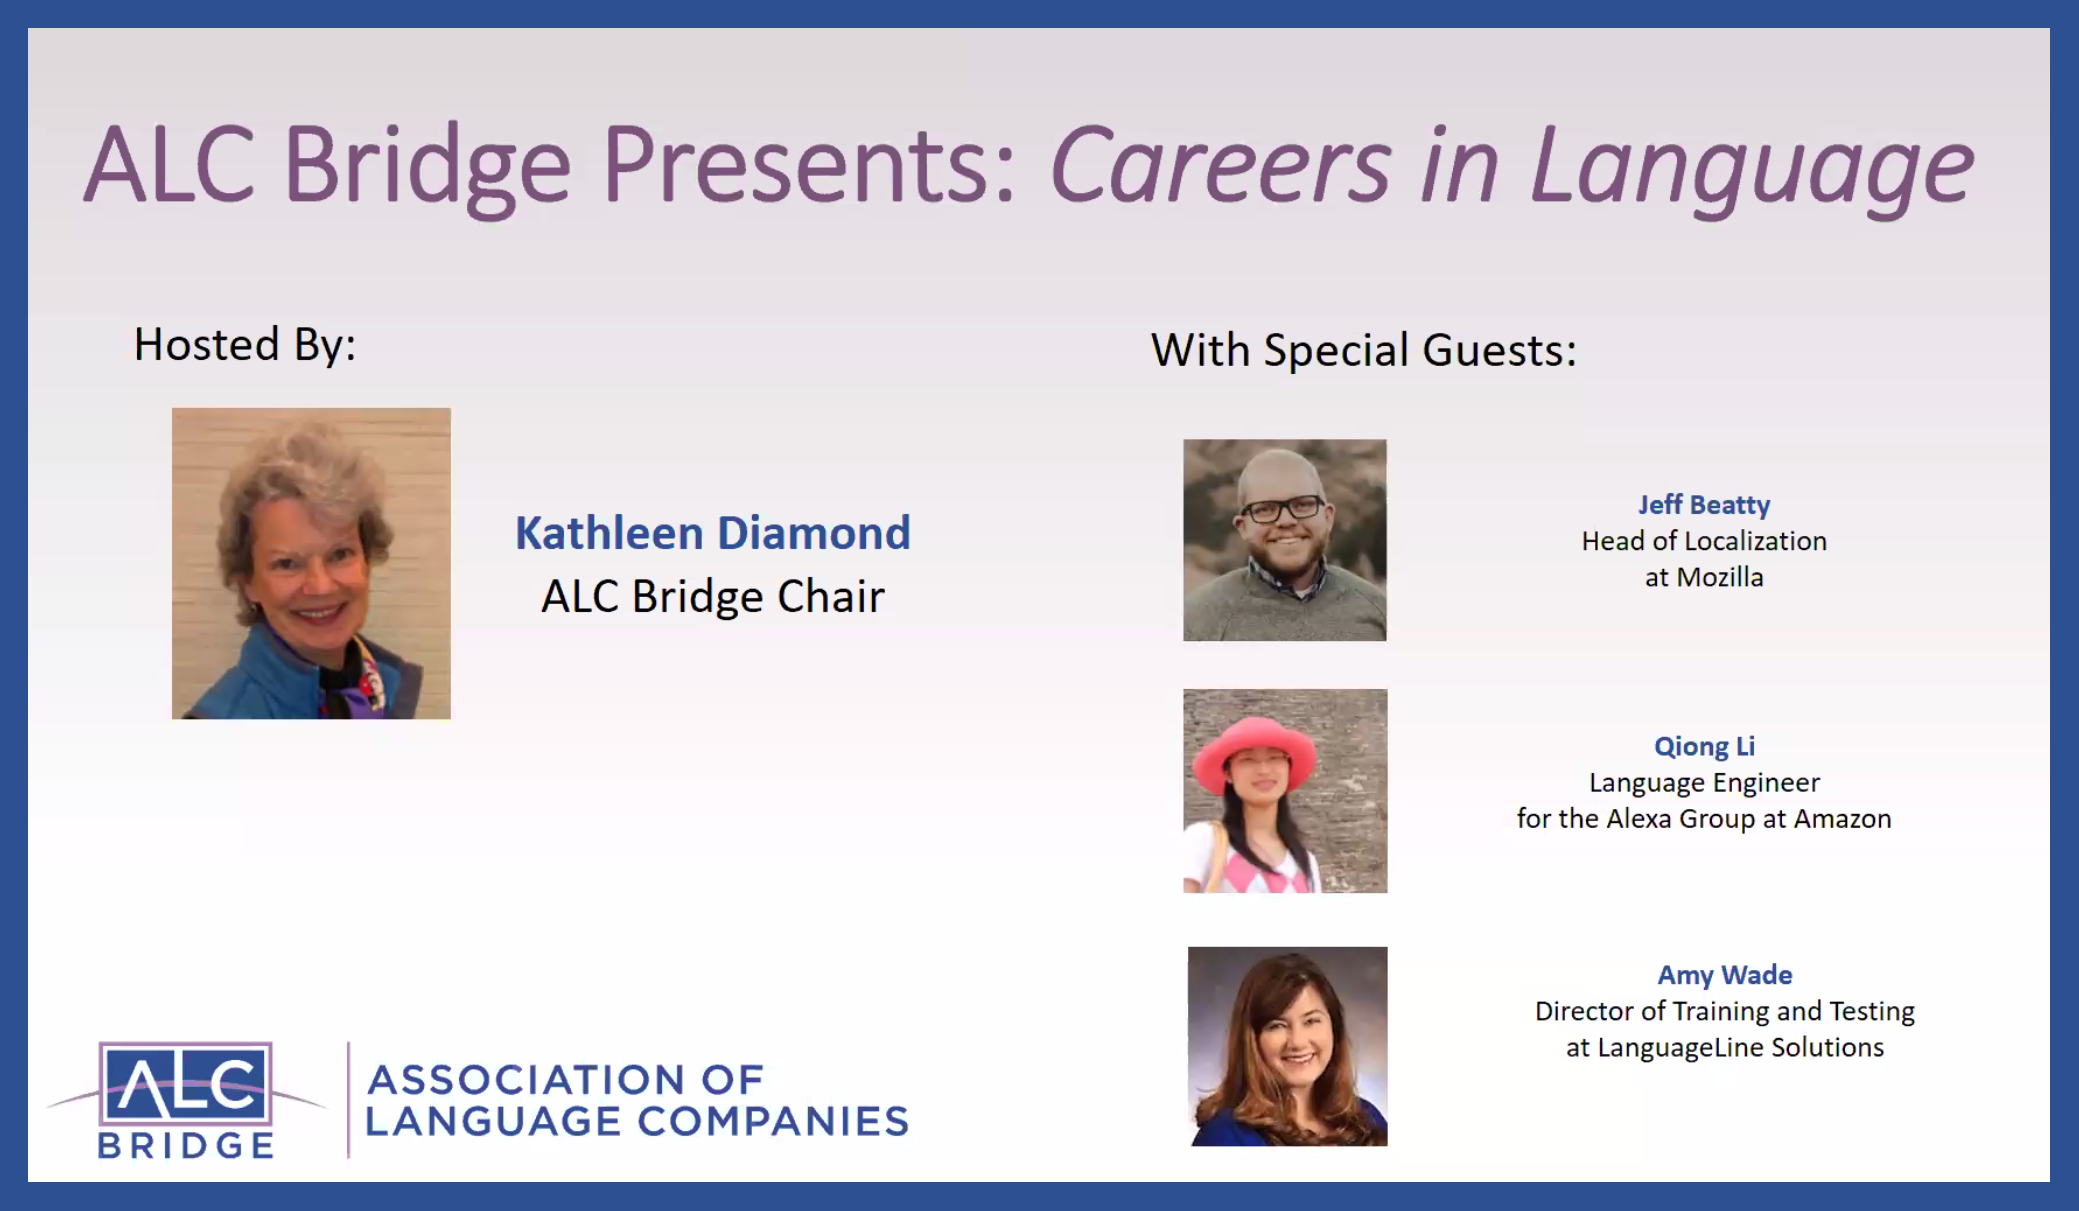 ALC Bridge Presents: Careers in Language
Hosted By:
Kathleen Diamond
ALC Bridge Chair
With Special Guests:
Jeff Beatty
Head of Localization
at Mozilla
Qiong Li
Language Engineer
for the Alexa Group at Amazon
Amy Wade
Director of Training and Testing
at LanguageLine Solutions
ALC
BRIDGE
ASSOCIATION OF
LANGUAGE COMPANIES